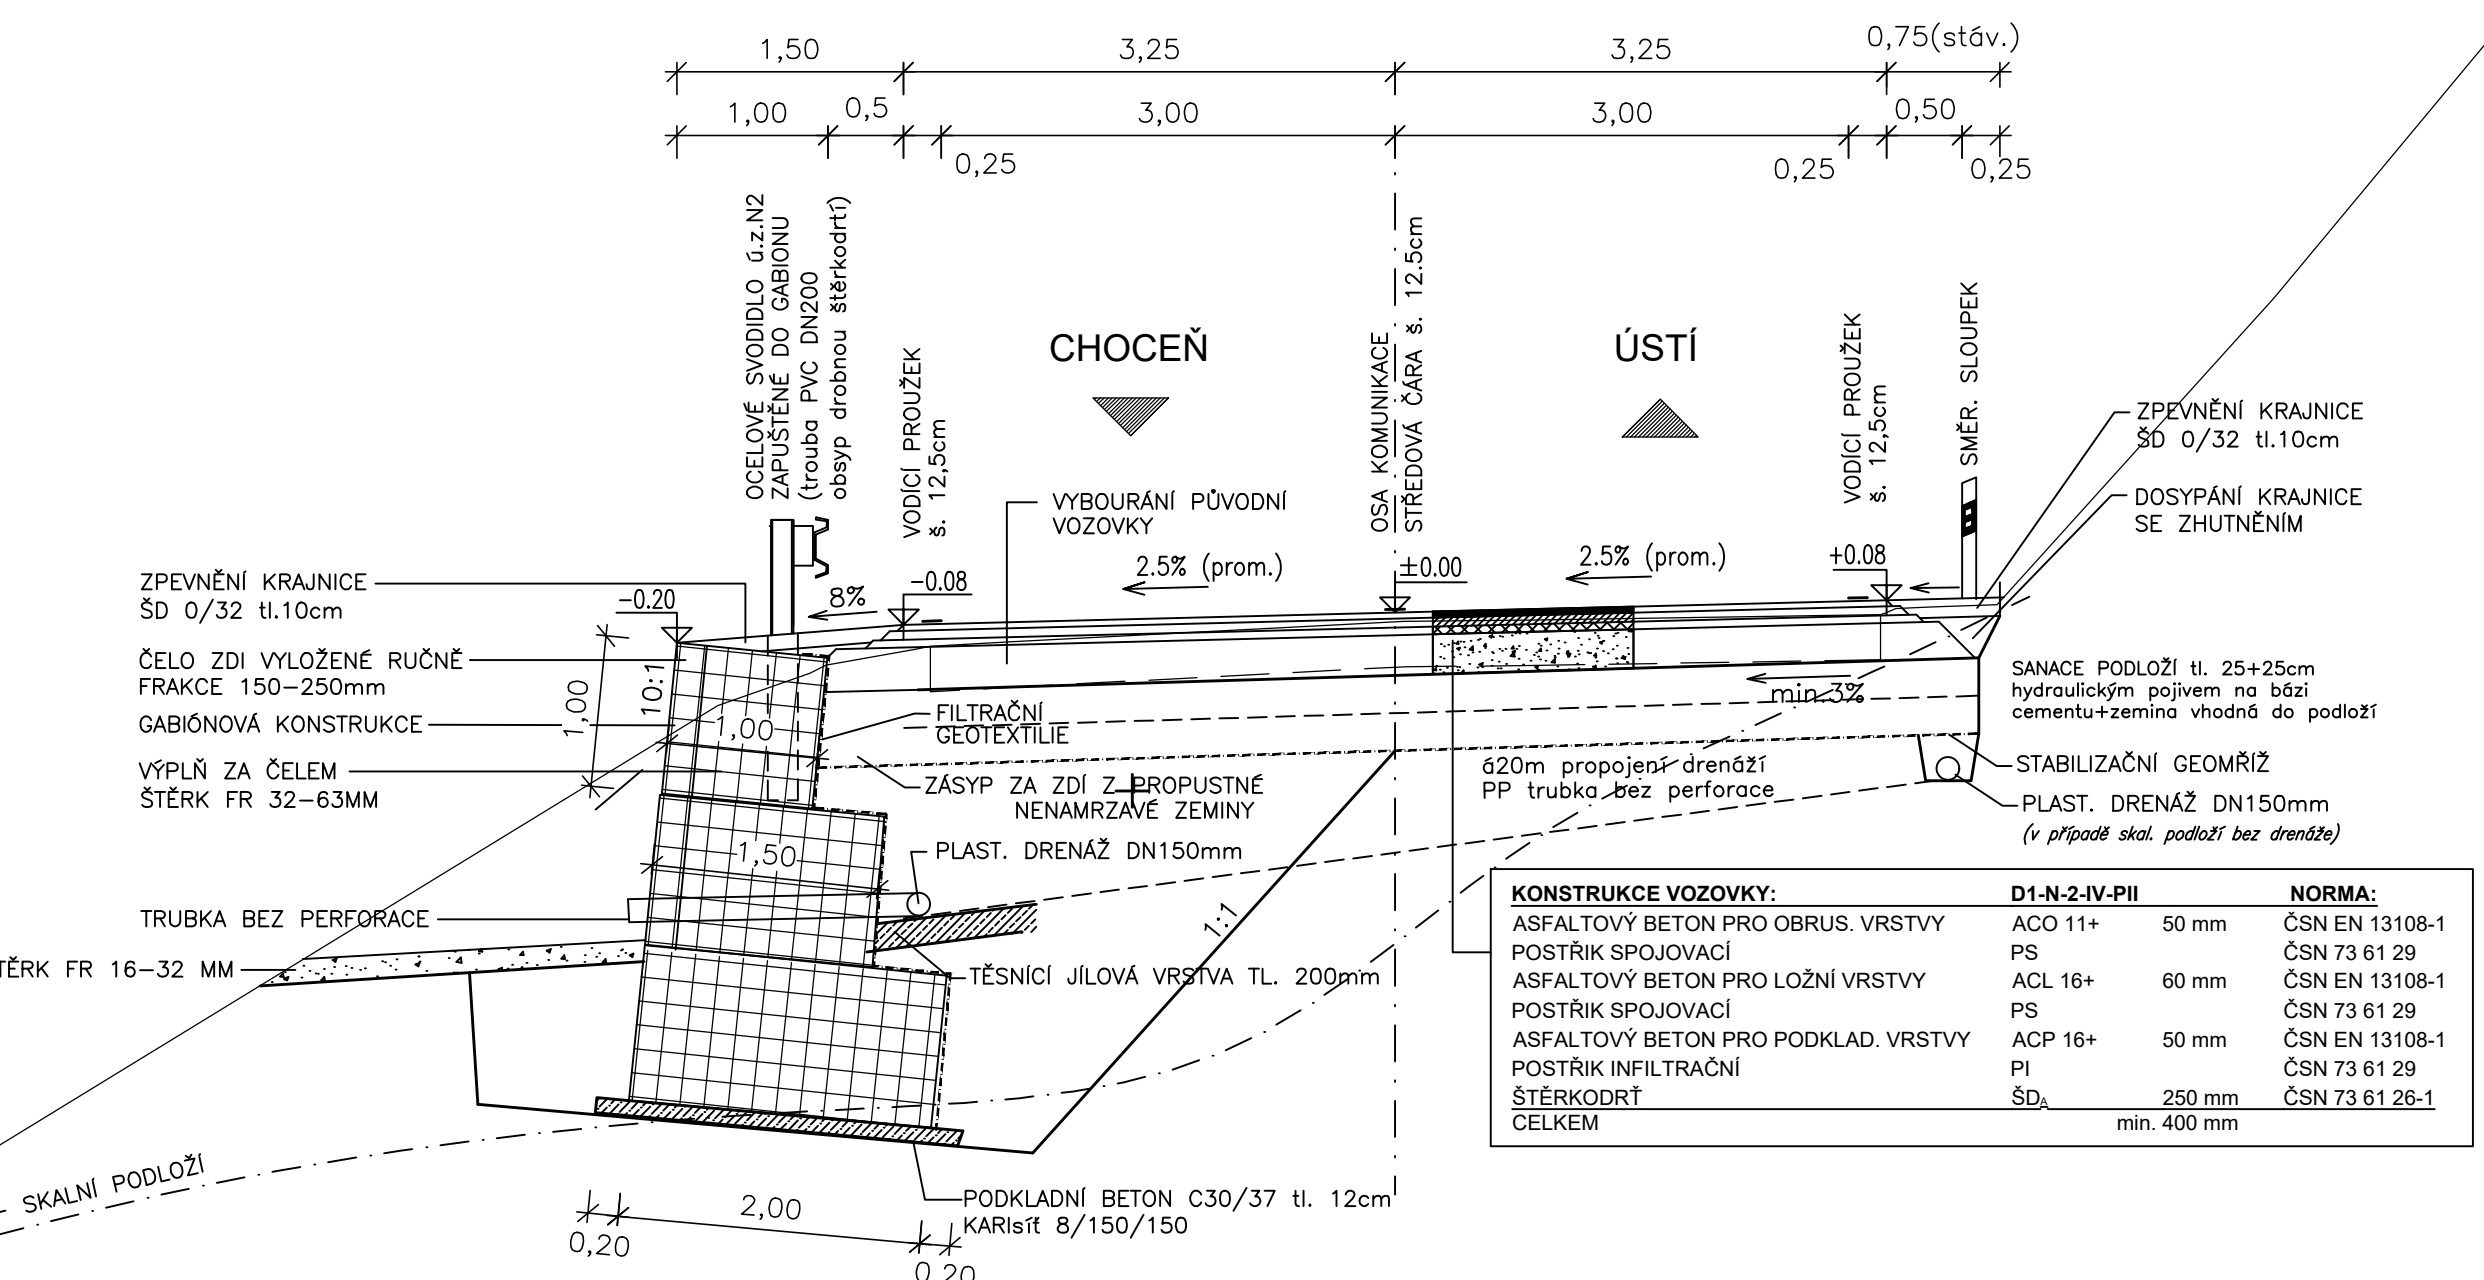 1,50
3,25
3,25
0,75(stáv.)
1,00
0,5
3,00
3,00
0,50
0,25
0,25
0,25
OCELOVÉ SVODIDLO ú.z.N2
ZAPUŠTĚNÉ DO GABIONU
(trouba PVC DN200
obsyp drobnou štěrkodrtí)
VODÍCÍ PROUŽEK
š. 12,5cm
CHOCEŇ
OSA KOMUNIKACE
STŘEDOVÁ ČÁRA š. 12.5cm
ÚSTÍ
VODÍCÍ PROUŽEK
š. 12,5cm
SMĚR. SLOUPEK
ZPEVNĚNÍ KRAJNICE
ŠD 0/32 tl.10cm
DOSYPÁNÍ KRAJNICE
SE ZHUTNĚNÍM
VYBOURÁNÍ PŮVODNÍ
VOZOVKY
2.5% (prom.)
2.5% (prom.)
-0.20
8%
-0.08
±0.00
+0.08
ZPEVNĚNÍ KRAJNICE
ŠD 0/32 tl.10cm
ČELO ZDI VYLOŽENÉ RUČNĚ
FRAKCE 150-250mm
GABIÓNOVÁ KONSTRUKCE
VÝPLŇ ZA ČELEM
ŠTĚRK FR 32-63MM
1,00
10:1
1,00
FILTRAČNÍ
GEOTEXTILIE
min.3%
SANACE PODLOŽÍ tl. 25+25cm
hydraulickým pojivem na bázi
cementu+zemina vhodná do podloží
ZÁSYP ZA ZDÍ Z PROPUSTNÉ
NENAMRZAVÉ ZEMINY
á20m propojení drenáží
PP trubka bez perforace
STABILIZAČNÍ GEOMŘÍŽ
PLAST. DRENÁŽ DN150mm
(v případě skal. podloží bez drenáže)
1,50
PLAST. DRENÁŽ DN150mm
TRUBKA BEZ PERFORACE
TĚRK FR 16-32 MM
TĚSNÍCÍ JÍLOVÁ VRSTVA TL. 200mm
1:1
KONSTRUKCE VOZOVKY: D1-N-2-IV-PII NORMA:
ASFALTOVÝ BETON PRO OBRUS. VRSTVY ACO 11+ 50 mm ČSN EN 13108-1
POSTŘIK SPOJOVACÍ PS ČSN 73 61 29
ASFALTOVÝ BETON PRO LOŽNÍ VRSTVY ACL 16+ 60 mm ČSN EN 13108-1
POSTŘIK SPOJOVACÍ PS ČSN 73 61 29
ASFALTOVÝ BETON PRO PODKLAD. VRSTVY ACP 16+ 50 mm ČSN EN 13108-1
POSTŘIK INFILTRAČNÍ PI ČSN 73 61 29
ŠTĚRKODRŤ ŠDA 250 mm ČSN 73 61 26-1
CELKEM min. 400 mm
SKALNÍ PODLOŽÍ
PODKLADNÍ BETON C30/37 tl. 12cm
KARIsíť 8/150/150
0,20
2,00
0,20